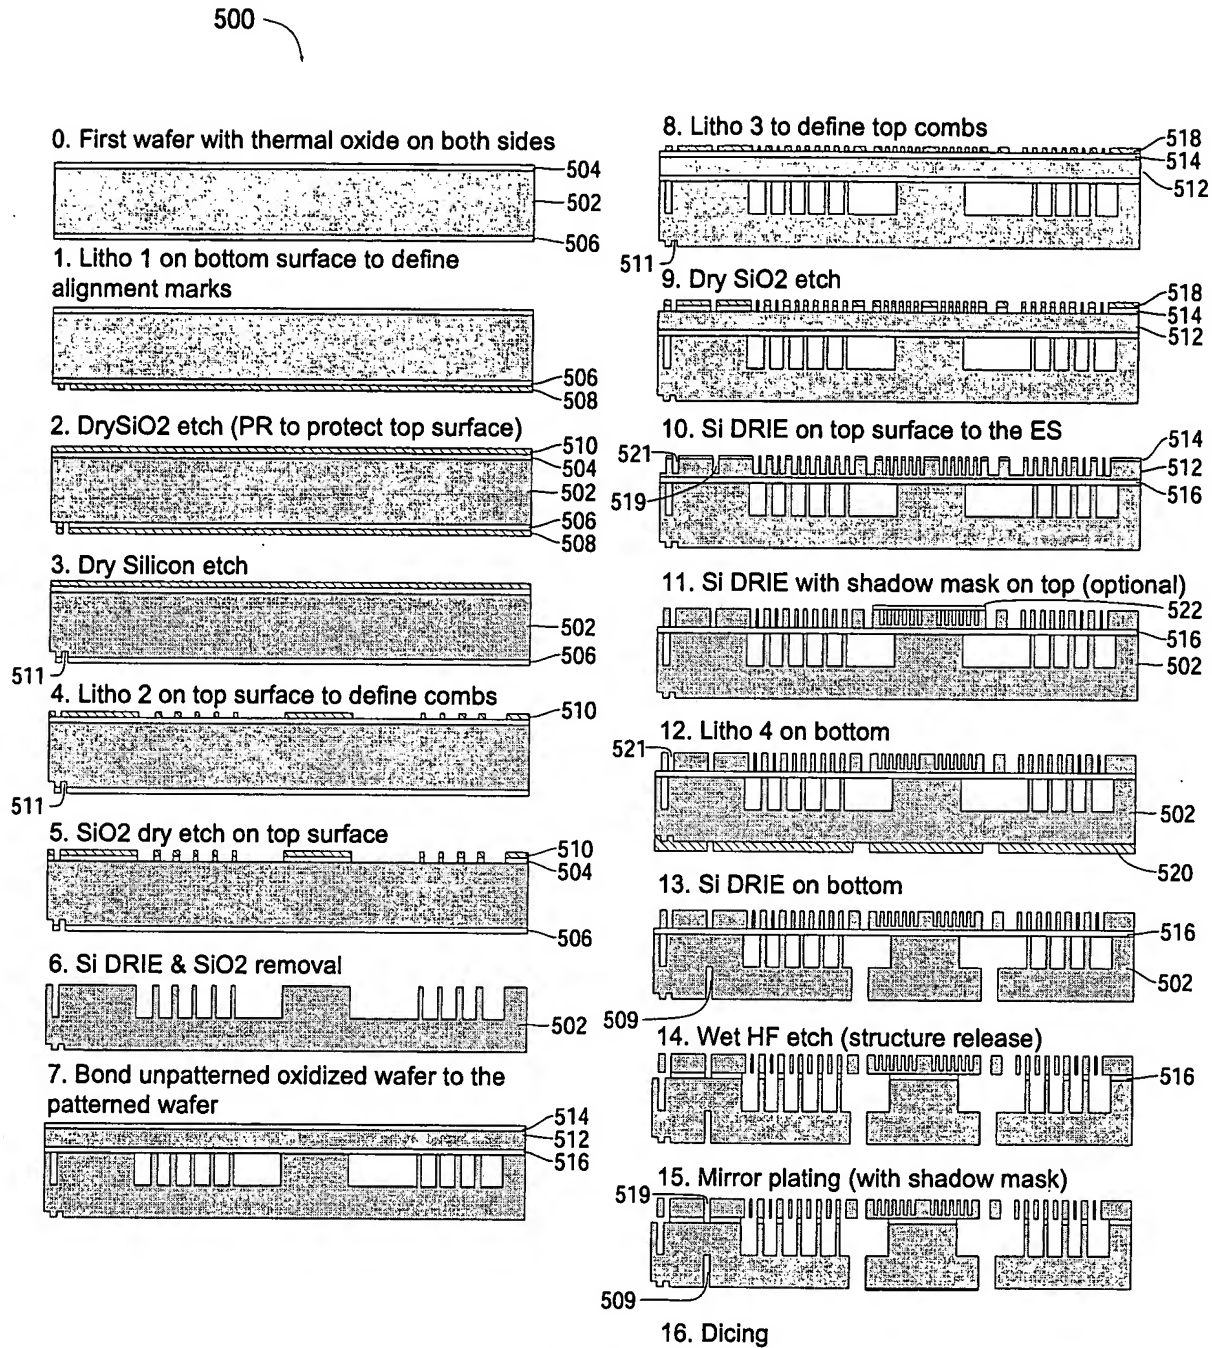 500
0. First wafer with thermal oxide on both sides
504
502
506
1. Litho 1 on bottom surface to define
alignment marks
506
508
2. DrySiO2 etch (PR to protect top surface)
510
504
502
506
508
3. Dry Silicon etch
502
506
511
4. Litho 2 on top surface to define combs
510
511
5. SiO2 dry etch on top surface
510
504
506
6. Si DRIE & SiO2 removal
502
7. Bond unpatterned oxidized wafer to the
patterned wafer
514
512
516
8. Litho 3 to define top combs
518
514
512
511
9. Dry SiO2 etch
518
514
512
10. Si DRIE on top surface to the ES
521
514
512
519
516
11. Si DRIE with shadow mask on top (optional)
522
516
502
12. Litho 4 on bottom
521
502
520
13. Si DRIE on bottom
516
502
509
14. Wet HF etch (structure release)
516
15. Mirror plating (with shadow mask)
519
509
16. Dicing